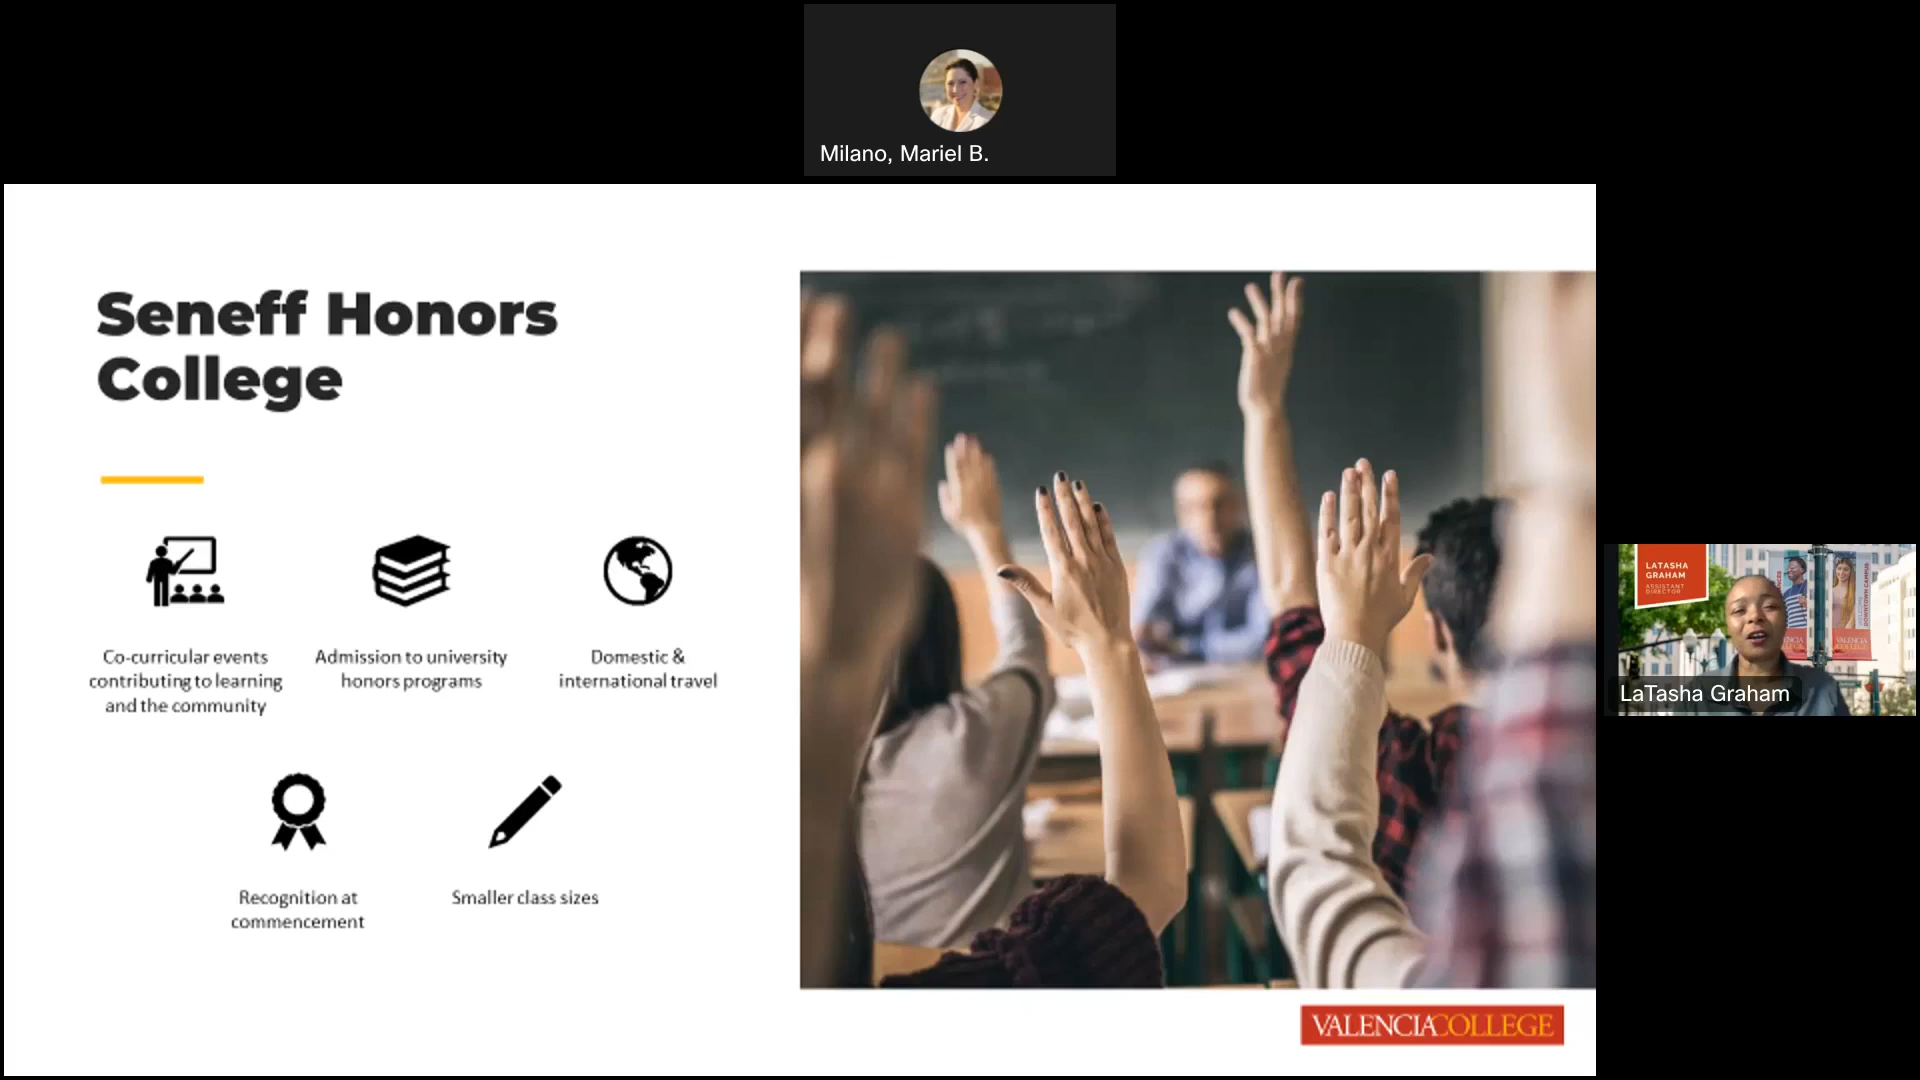 Milano, Mariel B.
Seneff Honors
College
Co-curricular events
contributing to learning
and the community
Admission to university
honors programs
Domestic &
international travel
Recognition at
commencement
Smaller class sizes
VALENCIACOLLEGE
LATASHA
GRAHAM
ASSISTANT
DIRECTOR
LaTasha Graham